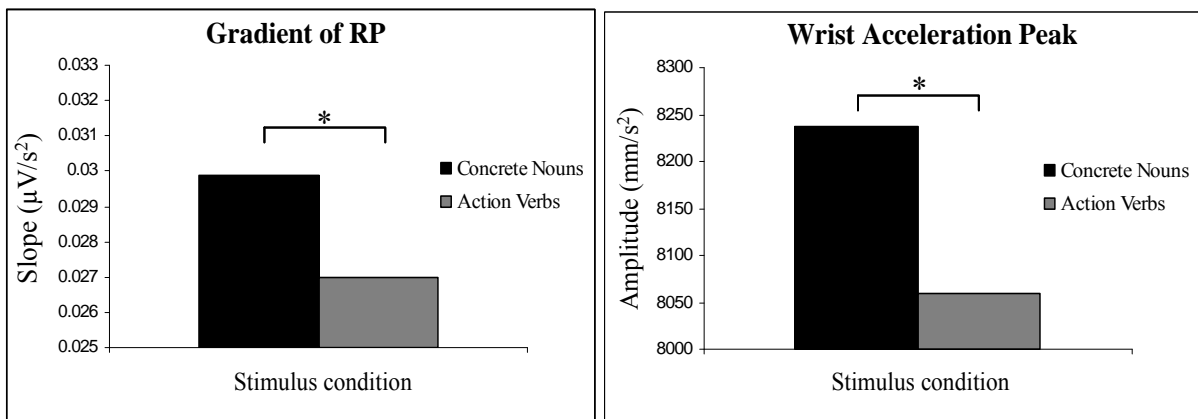 Gradient of RP
0.033
0.032
0.031
0.03
0.029
0.028
0.027
0.026
0.025
Slope (µV/s²)
*
Concrete Nouns
Action Verbs
Stimulus condition
Wrist Acceleration Peak
8300
8250
8200
8150
8100
8050
8000
Amplitude (mm/s²)
*
Concrete Nouns
Action Verbs
Stimulus condition